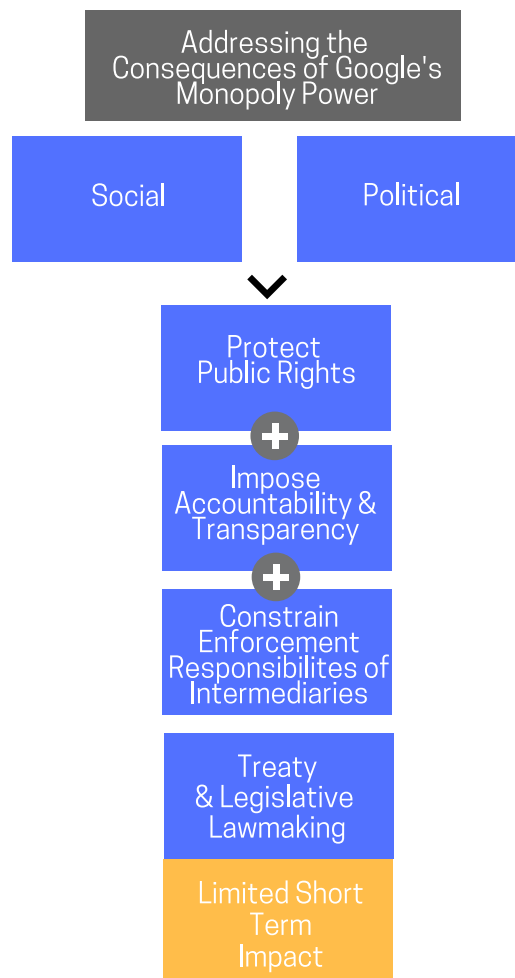 Addressing the
Consequences of Google's
Monopoly Power
Social
Political
Protect
Public Rights
Impose
Accountability &
Transparency
Constrain
Enforcement
Responsibilites of
Intermediaries
Treaty
& Legislative
Lawmaking
Limited Short
Term
Impact